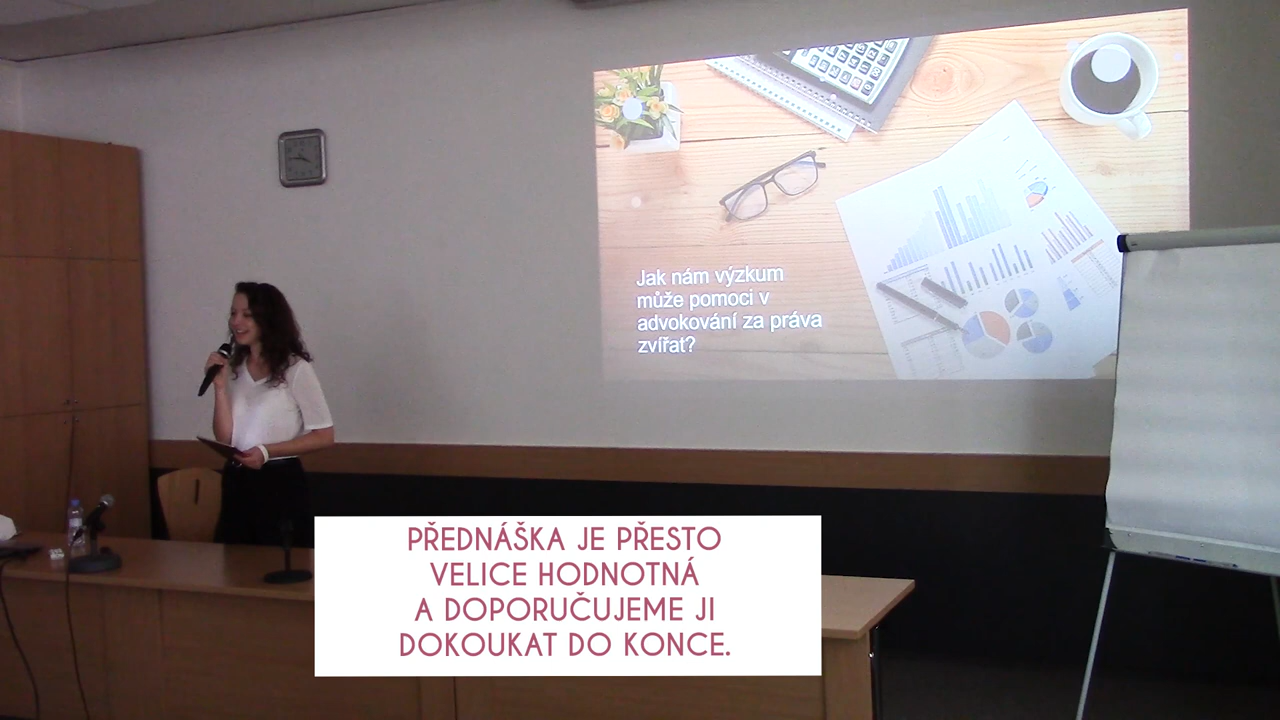 Jak nám výzkum
může pomoci v
advokování za práva
zvířat?
PŘEDNÁŠKA JE PŘESTO
VELICE HODNOTNÁ
A DOPORUČUJEME JI
DOKOUKAT DO KONCE.